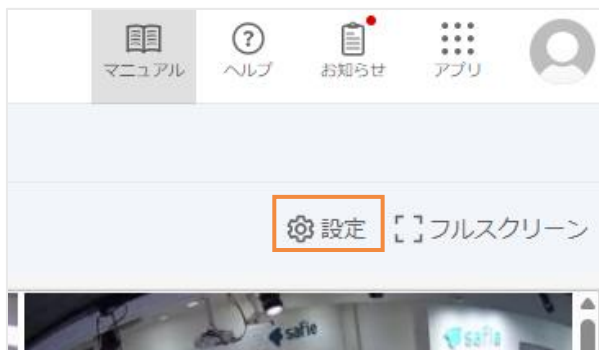 マニュアル
ヘルプ
お知らせ
アプリ
設定
フルスクリーン
safie
safie